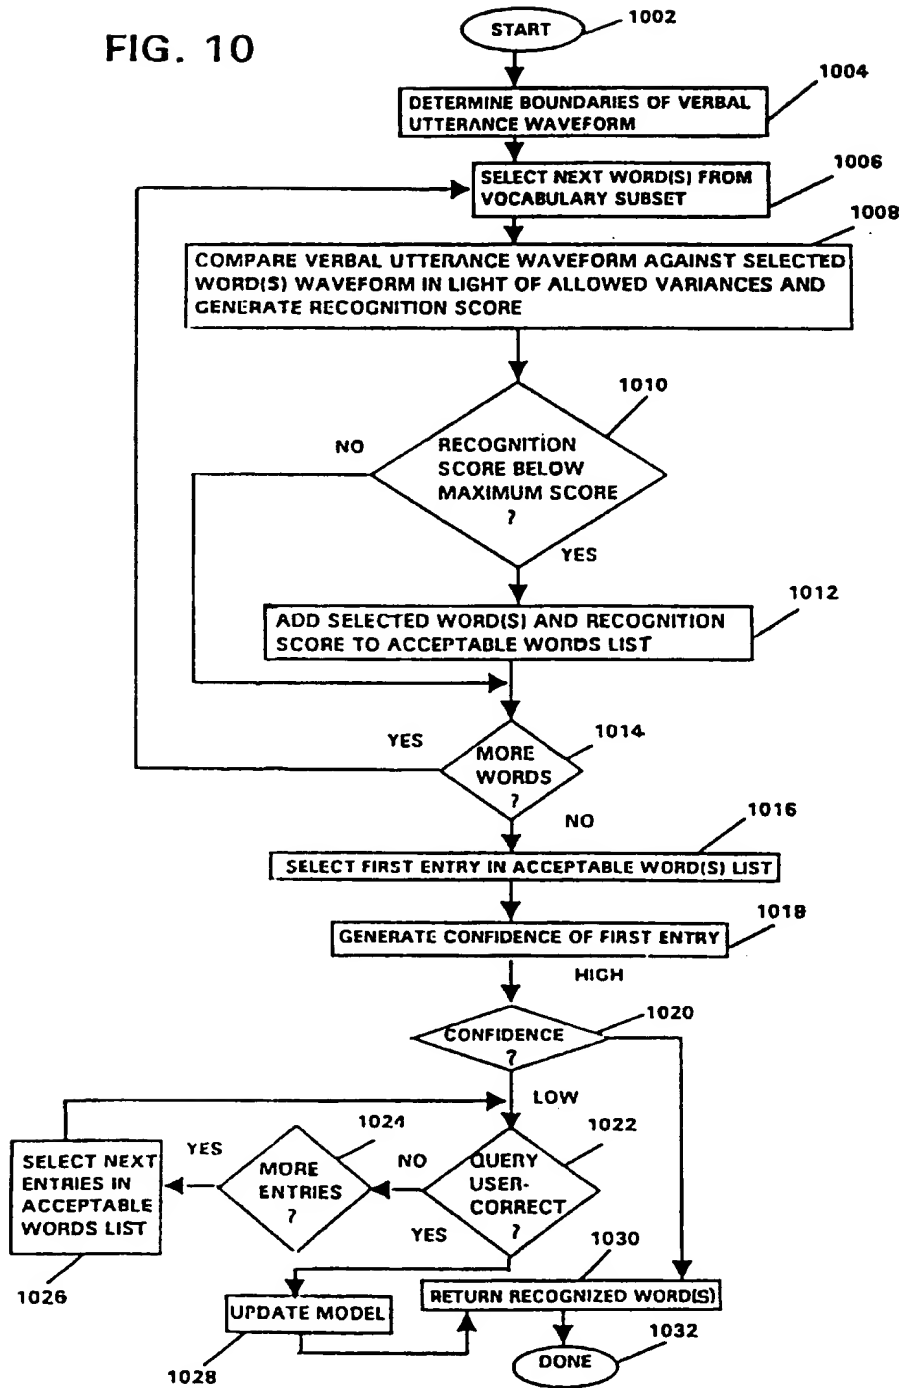 FIG. 10
START
1002
1004
DETERMINE BOUNDARIES OF VERBAL
UTTERANCE WAVEFORM
1006
SELECT NEXT WORD(S) FROM
VOCABULARY SUBSET
1008
COMPARE VERBAL UTTERANCE WAVEFORM AGAINST SELECTED
WORD(S) WAVEFORM IN LIGHT OF ALLOWED VARIANCES AND
GENERATE RECOGNITION SCORE
1010
NO
RECOGNITION
SCORE BELOW
MAXIMUM SCORE
?
YES
1012
ADD SELECTED WORD(S) AND RECOGNITION
SCORE TO ACCEPTABLE WORDS LIST
YES
1014
MORE
WORDS
?
NO
1016
SELECT FIRST ENTRY IN ACCEPTABLE WORD(S) LIST
1018
GENERATE CONFIDENCE OF FIRST ENTRY
HIGH
1020
CONFIDENCE
?
LOW
1024
1022
YES
NO
SELECT NEXT
ENTRIES IN
ACCEPTABLE
WORDS LIST
MORE
ENTRIES
?
QUERY
USER-
CORRECT
?
YES
1030
1026
UPDATE MODEL
RETURN RECOGNIZED WORD(S)
1028
DONE
1032